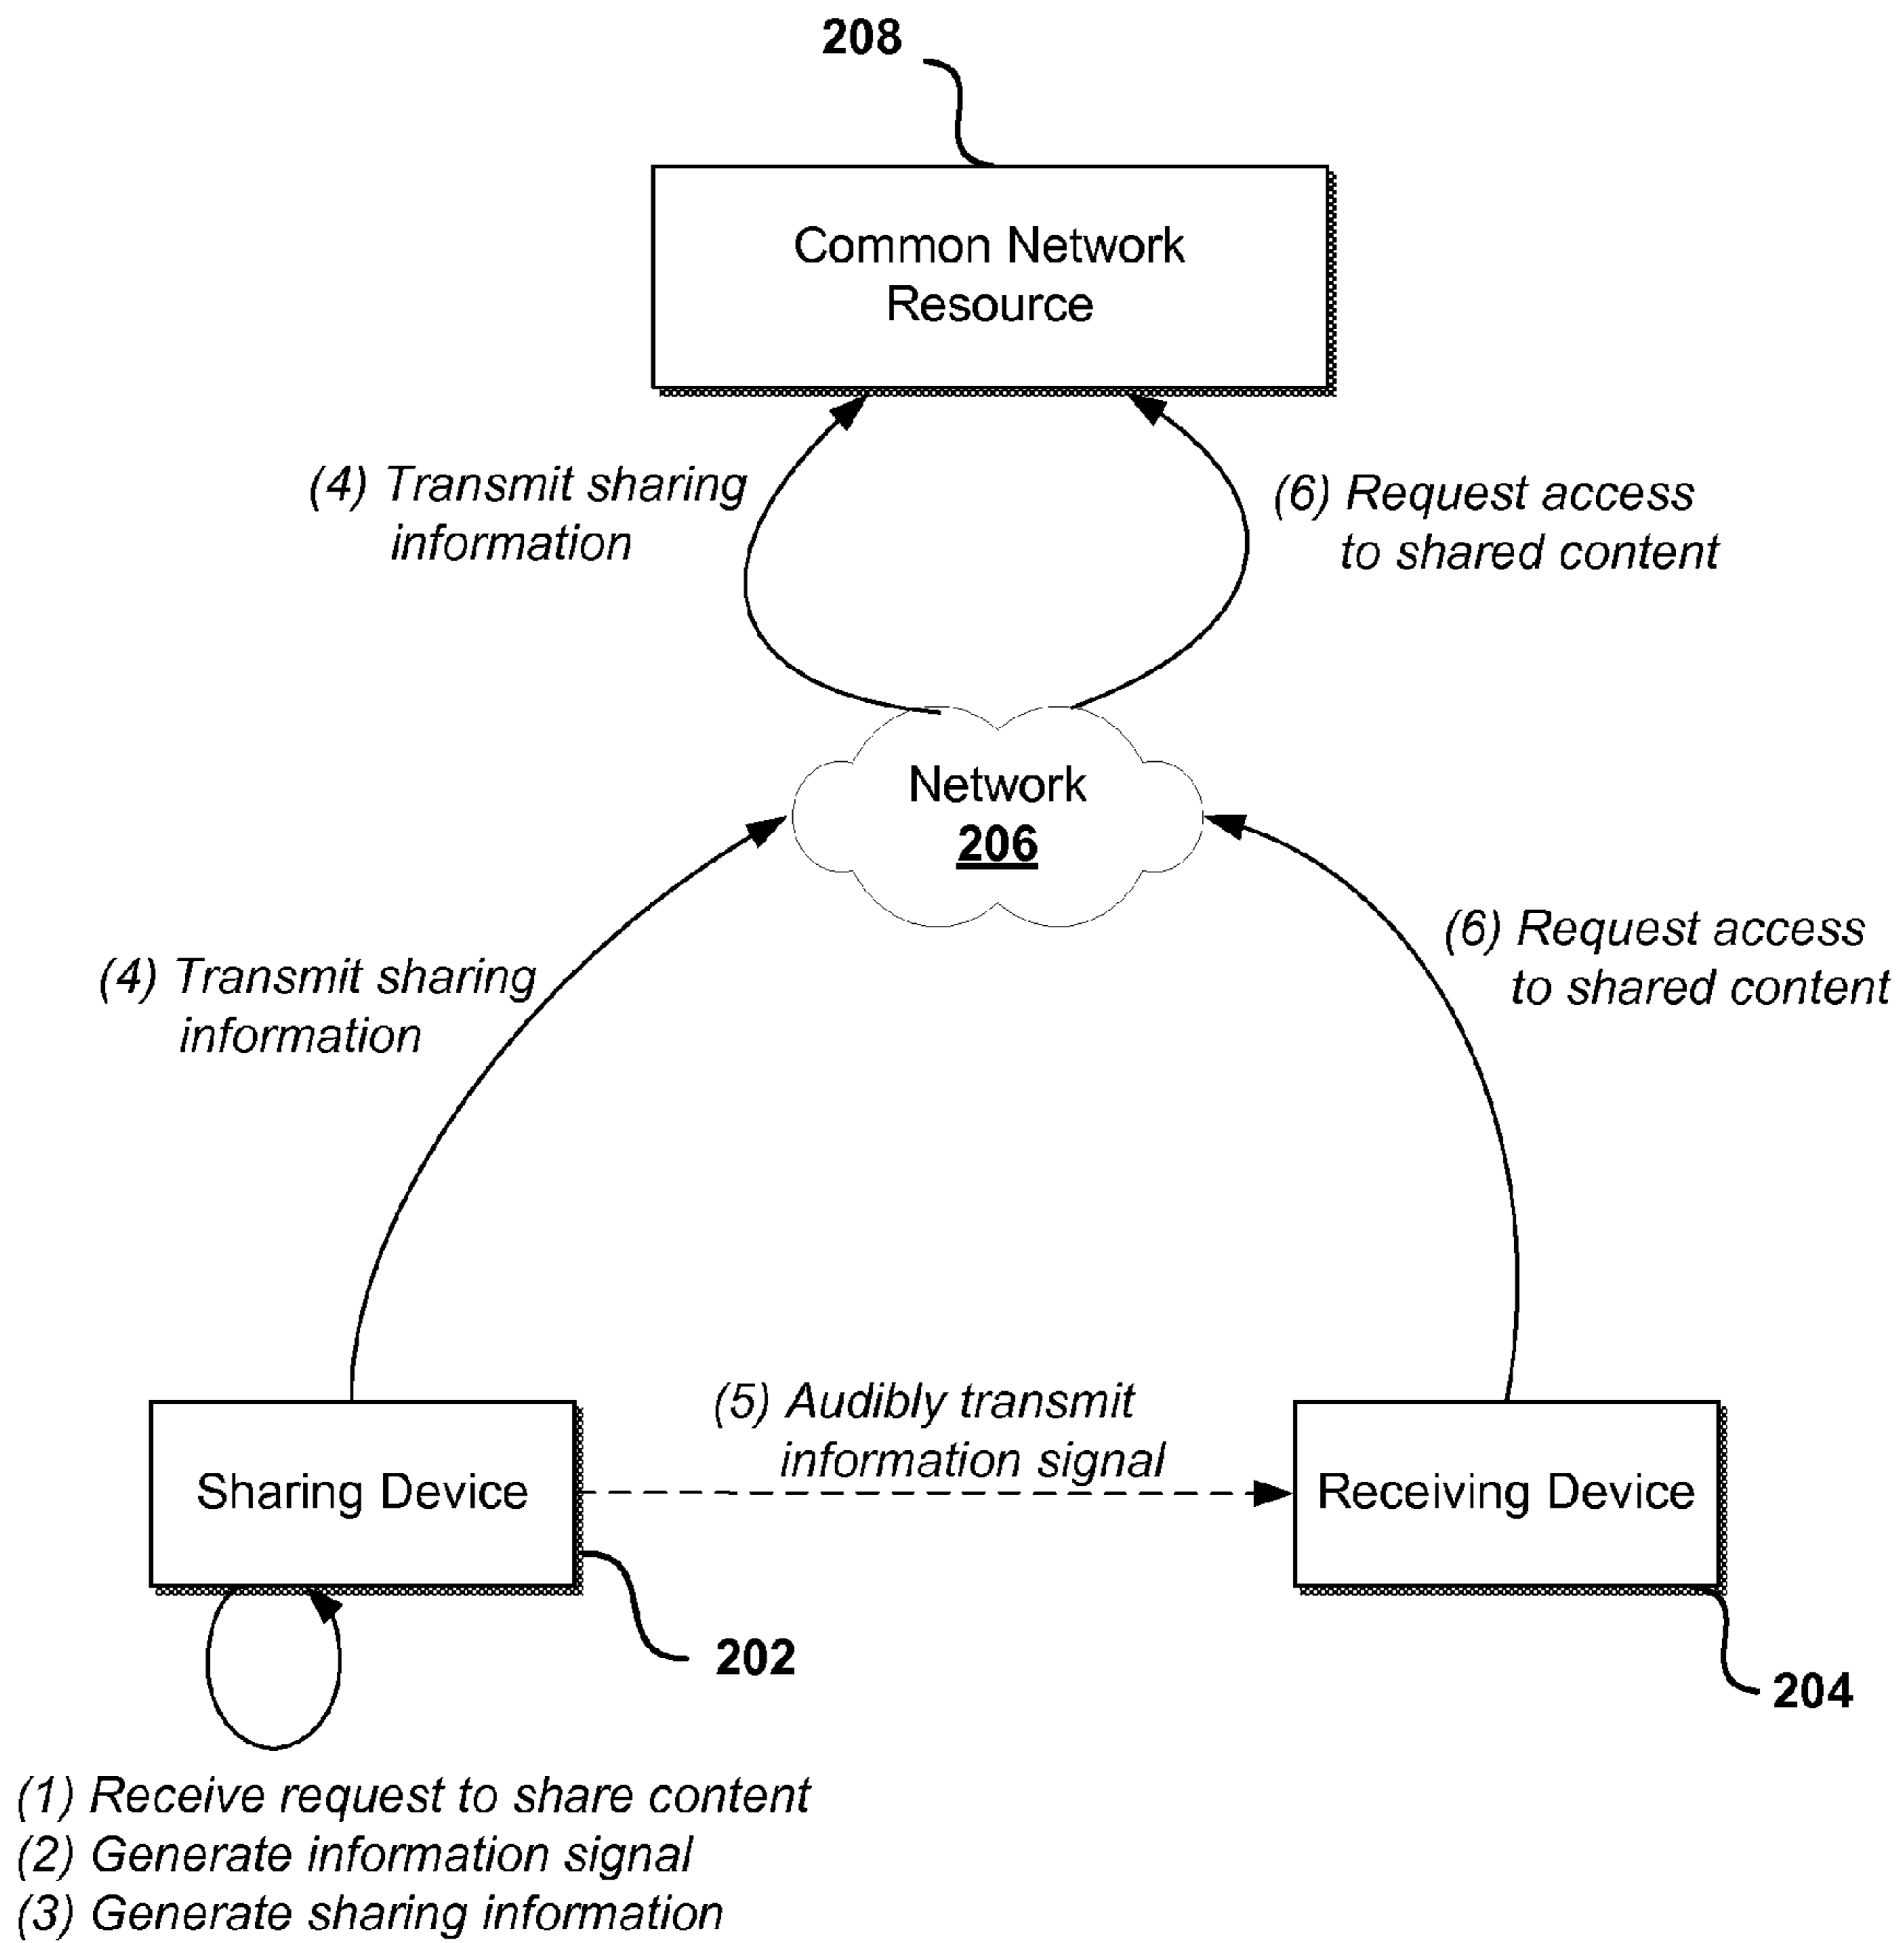 208
Common Network
Resource
(4) Transmit sharing
information
(6) Request access
to shared content
Network
206
(4) Transmit sharing
information
(6) Request access
to shared content
(5) Audibly transmit
information signal
Sharing Device
Receiving Device
202
204
(1) Receive request to share content
(2) Generate information signal
(3) Generate sharing information